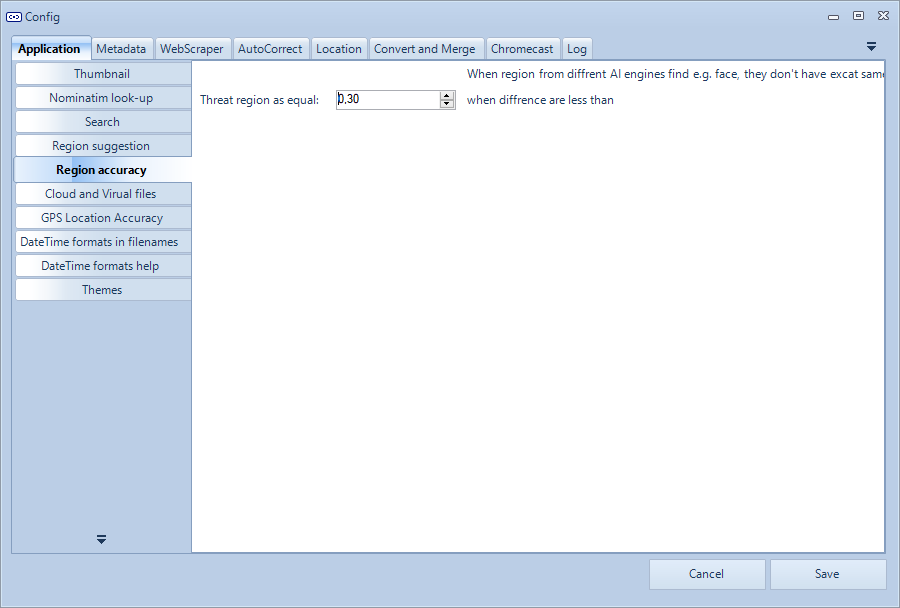 Config
Application Metadata WebScraper AutoCorrect Location Convert and Merge Chromecast Log
Thumbnail
Nominatim look-up
Search
Region suggestion
Region accuracy
Cloud and Virual files
GPS Location Accuracy
DateTime formats in filenames
DateTime formats help
Themes
When region from diffrent AI engines find e.g. face, they don't have excat same
Threat region as equal: 0,30 when diffrence are less than
Cancel Save